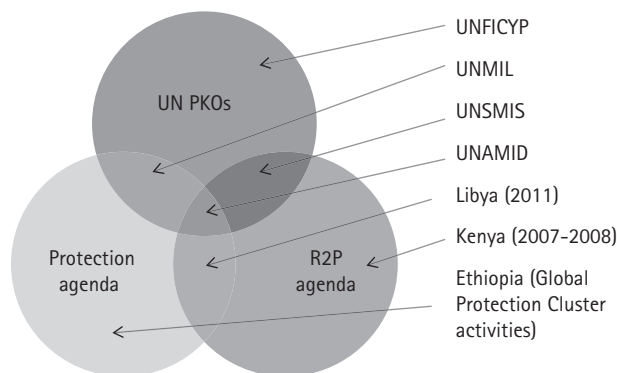 UN PKOs
Protection
agenda
R2P
agenda
UNFICYP
UNMIL
UNSMIS
UNAMID
Libya (2011)
Kenya (2007-2008)
Ethiopia (Global
Protection Cluster
activities)